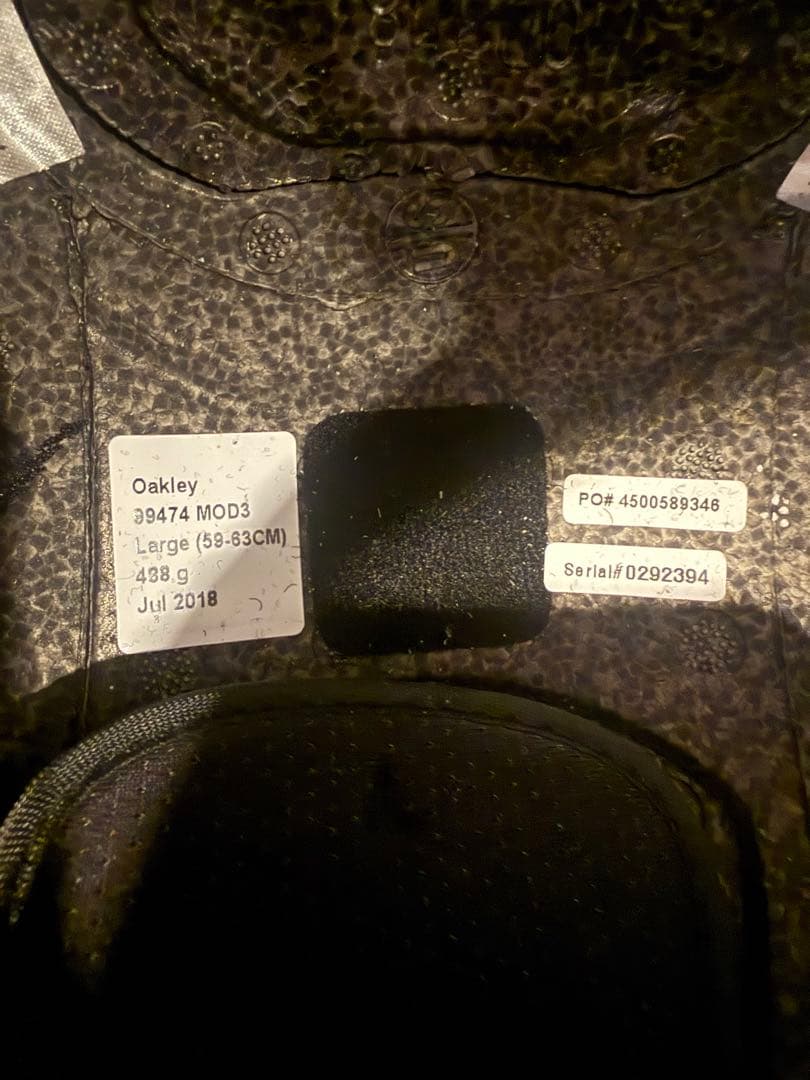 Oakley
99474 MOD3
Large (59-63CM)
438 g
Jul 2018
PO# 4500589346
Serial# 0292394